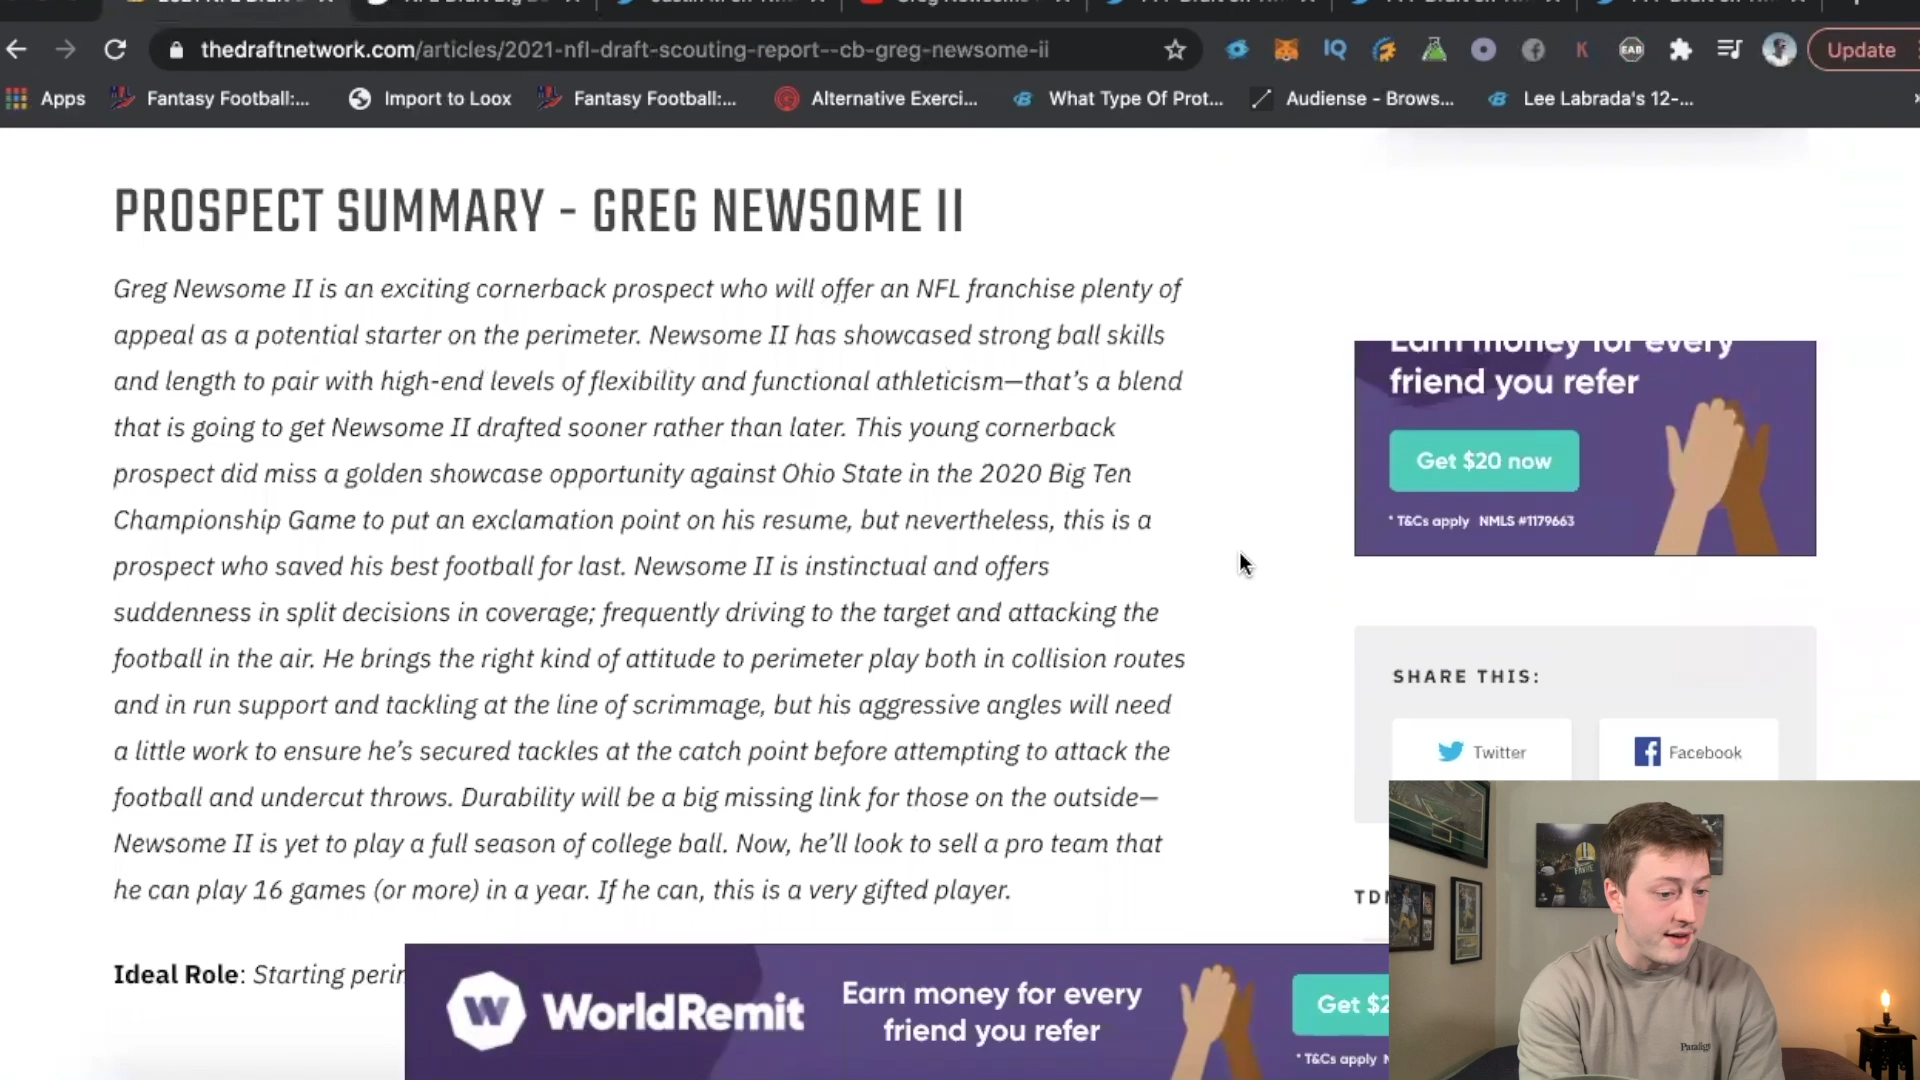 thedraftnetwork.com/articles/2021-nfl-draft-scouting-report--cb-greg-newsome-ii
IQ
K
EAB
Update
Apps
Fantasy Football:...
Import to Loox
Fantasy Football:...
Alternative Exerci...
What Type Of Prot...
Audiense - Brows...
Lee Labrada's 12-...
PROSPECT SUMMARY - GREG NEWSOME II
Greg Newsome II is an exciting cornerback prospect who will offer an NFL franchise plenty of
appeal as a potential starter on the perimeter. Newsome II has showcased strong ball skills
and length to pair with high-end levels of flexibility and functional athleticism—that's a blend
that is going to get Newsome II drafted sooner rather than later. This young cornerback
prospect did miss a golden showcase opportunity against Ohio State in the 2020 Big Ten
Championship Game to put an exclamation point on his resume, but nevertheless, this is a
prospect who saved his best football for last. Newsome II is instinctual and offers
suddenness in split decisions in coverage; frequently driving to the target and attacking the
football in the air. He brings the right kind of attitude to perimeter play both in collision routes
and in run support and tackling at the line of scrimmage, but his aggressive angles will need
a little work to ensure he's secured tackles at the catch point before attempting to attack the
football and undercut throws. Durability will be a big missing link for those on the outside—
Newsome II is yet to play a full season of college ball. Now, he'll look to sell a pro team that
he can play 16 games (or more) in a year. If he can, this is a very gifted player.
Ideal Role: Starting perin
Earn money for every
friend you refer
Get $20 now
* T&Cs apply NMLS #1179663
SHARE THIS:
Twitter
Facebook
W WorldRemit
Earn money for every
friend you refer
Get $2
* T&Cs apply